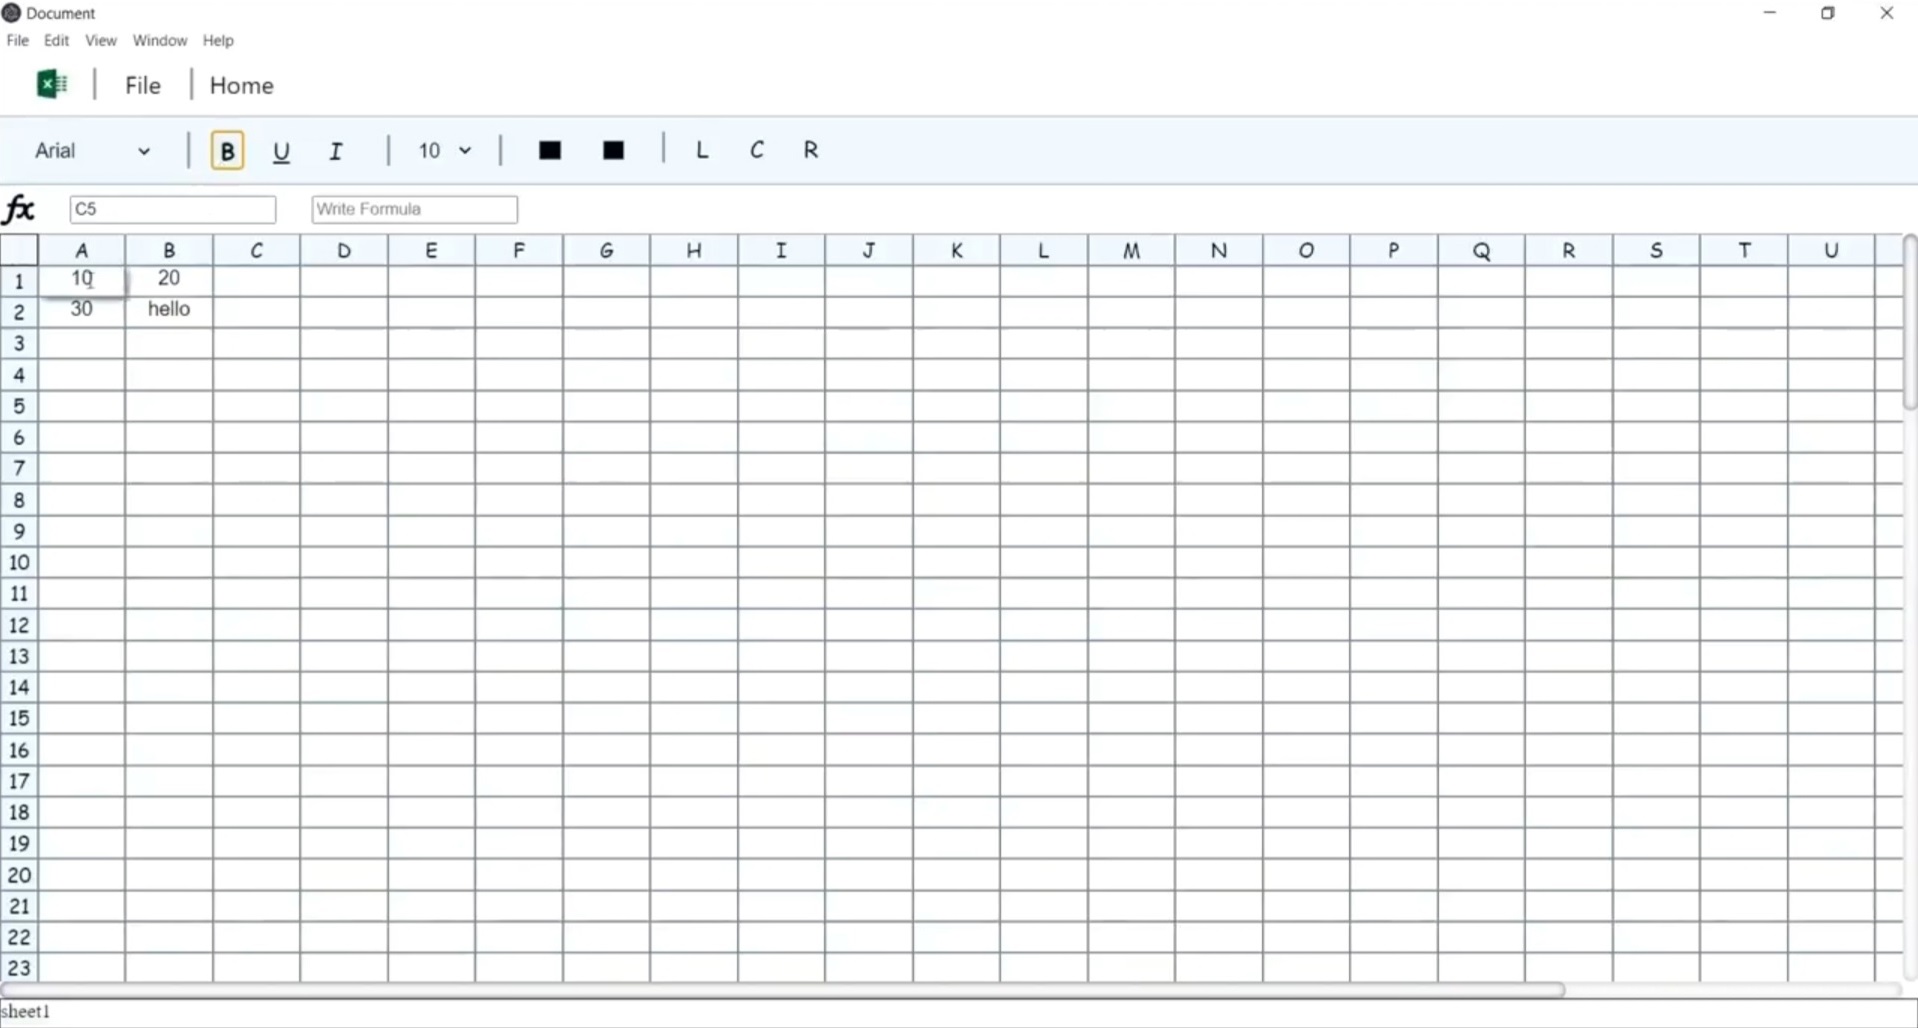 Document
File Edit View Window Help
File Home
Arial B U I 10 L C R
fx C5 Write Formula
A B C D E F G H I J K L M N O P Q R S T U
1 10 20
2 30 hello
3
4
5
6
7
8
9
10
11
12
13
14
15
16
17
18
19
20
21
22
23
sheet1